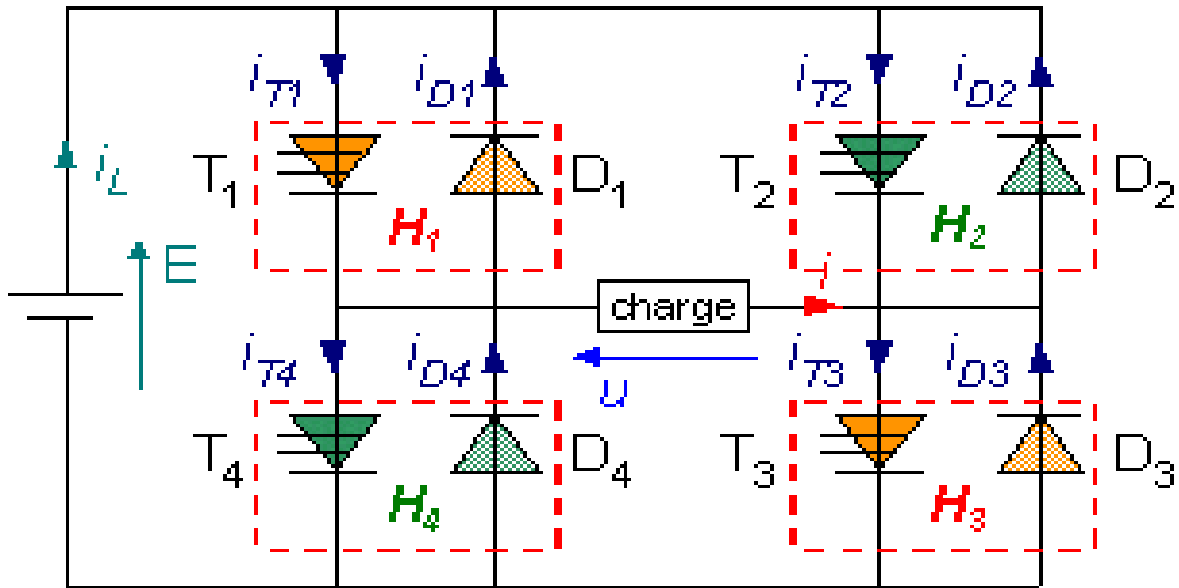 iT1 iD1 iT2 iD2
iL
T1 D1 T2 D2
H1 H2
E
charge i
iT4 iD4 u iT3 iD3
T4 D4 T3 D3
H4 H3